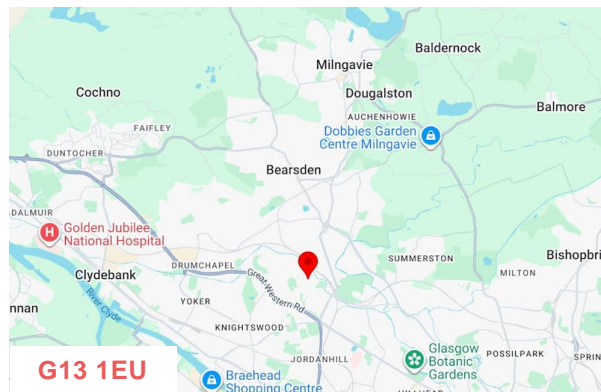 Baldernock
Milngavie
Cochno
Dougalston
Balmore
AUCHENHOWIE
FAIFLEY
Dobbies Garden
Centre Milngavie
DUNTOCHER
Bearsden
DALMUIR
Golden Jubilee
National Hospital
H
SUMMERSTON
Bishopbri
DRUMCHAPEL
Clydebank
Great Western Rd
MILTON
River Clyde
YOKER
nnan
KNIGHTSWOOD
Glasgow
Botanic
Gardens
POSSILPARK
SPRIN
JORDANHILL
G13 1EU
Braehead
Shopping Centre